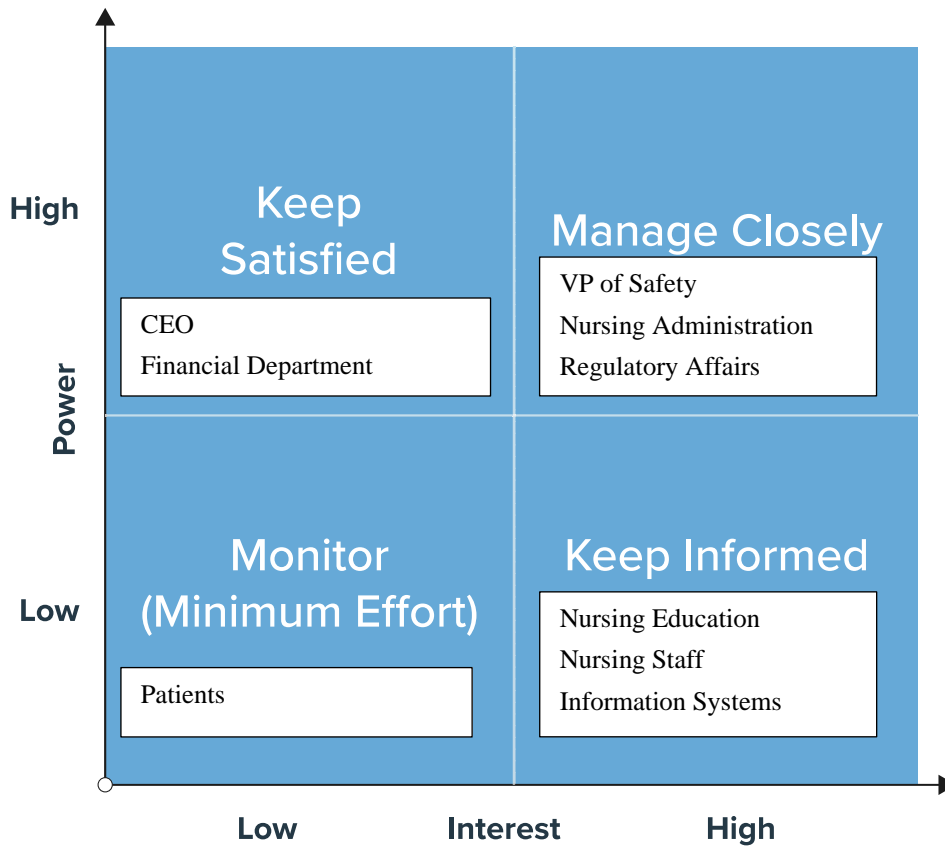 High
Keep
Satisfied
CEO
Financial Department
Manage Closely
VP of Safety
Nursing Administration
Regulatory Affairs
Power
Low
Monitor
(Minimum Effort)
Patients
Keep Informed
Nursing Education
Nursing Staff
Information Systems
Low
Interest
High